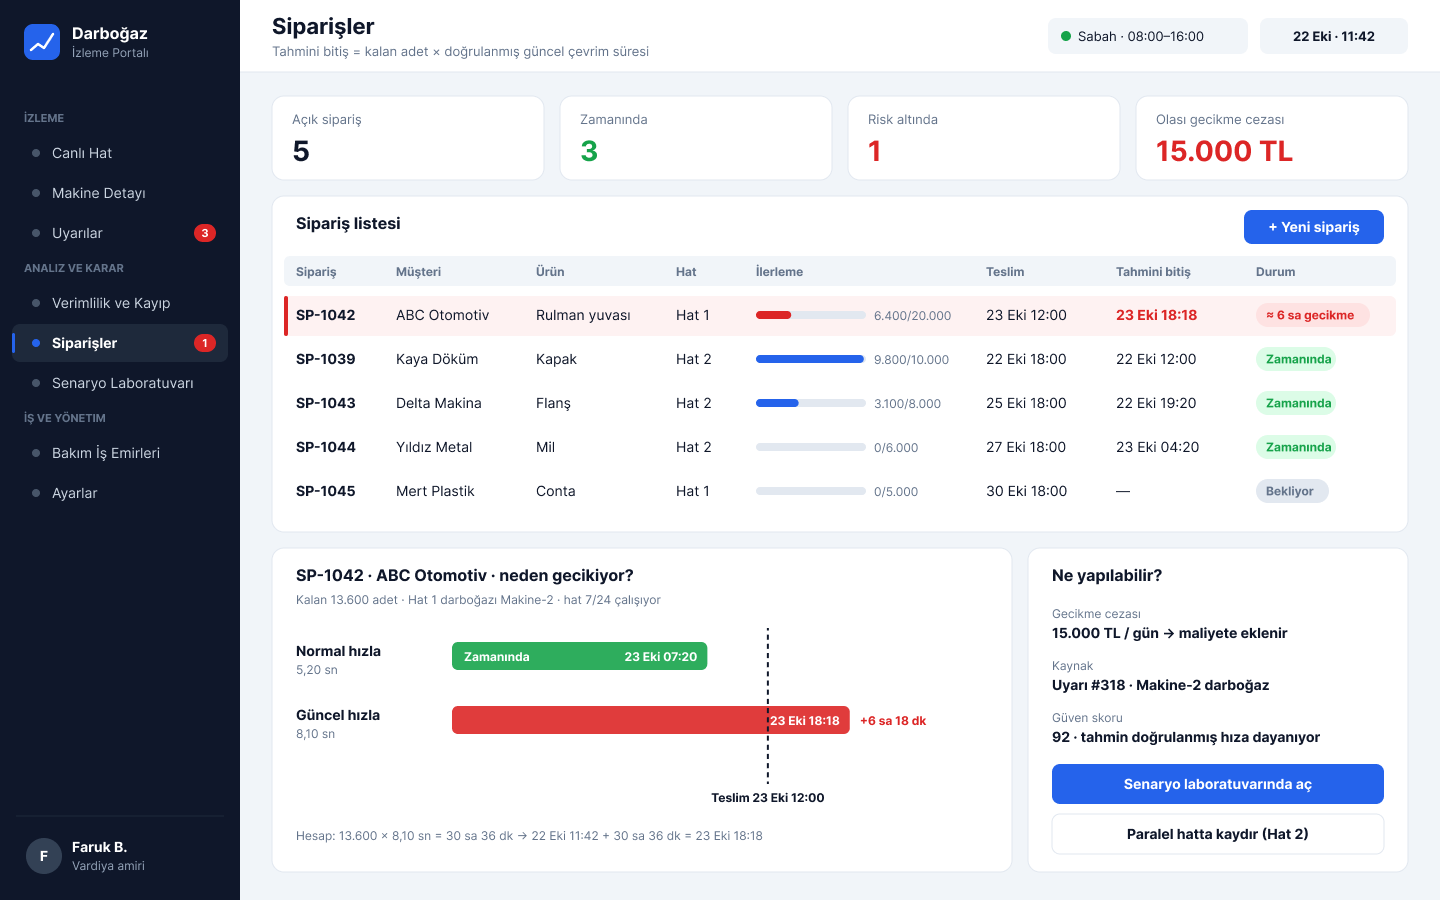 Darboğaz
İzleme Portalı
İZLEME
Canlı Hat
Makine Detayı
Uyarılar 3
ANALIZ VE KARAR
Verimlilik ve Kayıp
Siparişler 1
Senaryo Laboratuvarı
İŞ VE YÖNETIM
Bakım İş Emirleri
Ayarlar
F
Faruk B.
Vardiya amiri
Siparişler
Tahmini bitiş = kalan adet × doğrulanmış güncel çevrim süresi
Sabah · 08:00–16:00
22 Eki · 11:42
Açık sipariş
5
Zamanında
3
Risk altında
1
Olası gecikme cezası
15.000 TL
Sipariş listesi
+ Yeni sipariş
Sipariş Müşteri Ürün Hat İlerleme Teslim Tahmini bitiş Durum
SP-1042 ABC Otomotiv Rulman yuvası Hat 1 6.400/20.000 23 Eki 12:00 23 Eki 18:18 ≈ 6 sa gecikme
SP-1039 Kaya Döküm Kapak Hat 2 9.800/10.000 22 Eki 18:00 22 Eki 12:00 Zamanında
SP-1043 Delta Makina Flanş Hat 2 3.100/8.000 25 Eki 18:00 22 Eki 19:20 Zamanında
SP-1044 Yıldız Metal Mil Hat 2 0/6.000 27 Eki 18:00 23 Eki 04:20 Zamanında
SP-1045 Mert Plastik Conta Hat 1 0/5.000 30 Eki 18:00 — Bekliyor
SP-1042 · ABC Otomotiv · neden gecikiyor?
Kalan 13.600 adet · Hat 1 darboğazı Makine-2 · hat 7/24 çalışıyor
Normal hızla
5,20 sn
Zamanında 23 Eki 07:20
Güncel hızla
8,10 sn
23 Eki 18:18 +6 sa 18 dk
Teslim 23 Eki 12:00
Hesap: 13.600 × 8,10 sn = 30 sa 36 dk → 22 Eki 11:42 + 30 sa 36 dk = 23 Eki 18:18
Ne yapılabilir?
Gecikme cezası
15.000 TL / gün → maliyete eklenir
Kaynak
Uyarı #318 · Makine-2 darboğaz
Güven skoru
92 · tahmin doğrulanmış hıza dayanıyor
Senaryo laboratuvarında aç
Paralel hatta kaydır (Hat 2)